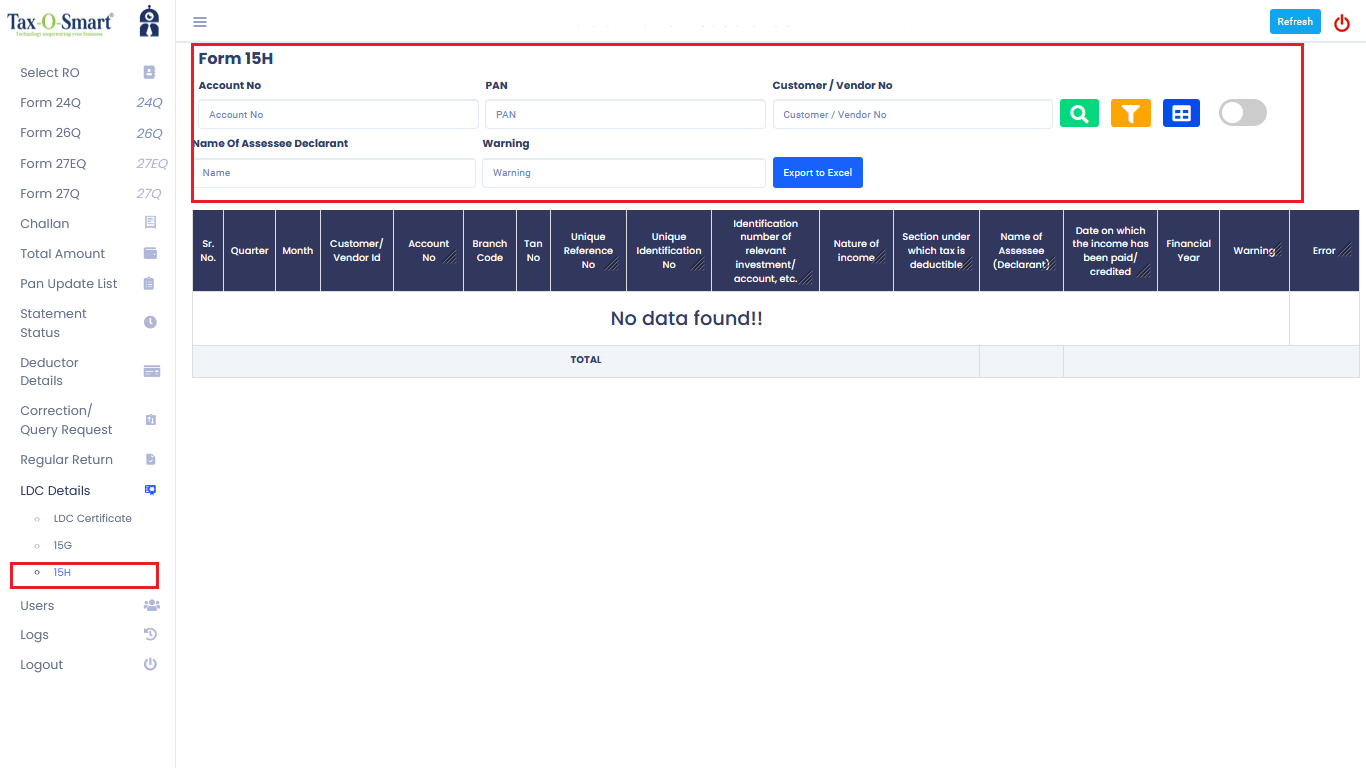 Tax-O-Smart®
Technology empowering your business
Refresh
Select RO
Form 24Q 24Q
Form 26Q 26Q
Form 27EQ 27EQ
Form 27Q 27Q
Challan
Total Amount
Pan Update List
Statement
Status
Deductor
Details
Correction/
Query Request
Regular Return
LDC Details
LDC Certificate
15G
15H
Users
Logs
Logout
Form 15H
Account No PAN Customer / Vendor No
Account No PAN Customer / Vendor No
Name Of Assessee Declarant Warning
Name Warning Export to Excel
Sr.
No.
Quarter
Month
Customer/
Vendor Id
Account
No
Branch
Code
Tan
No
Unique
Reference
No
Unique
Identification
No
Identification
number of
relevant
investment/
account, etc.
Nature of
income
Section under
which tax is
deductible
Name of
Assessee
(Declarant)
Date on which
the income has
been paid/
credited
Financial
Year
Warning
Error
No data found!!
TOTAL